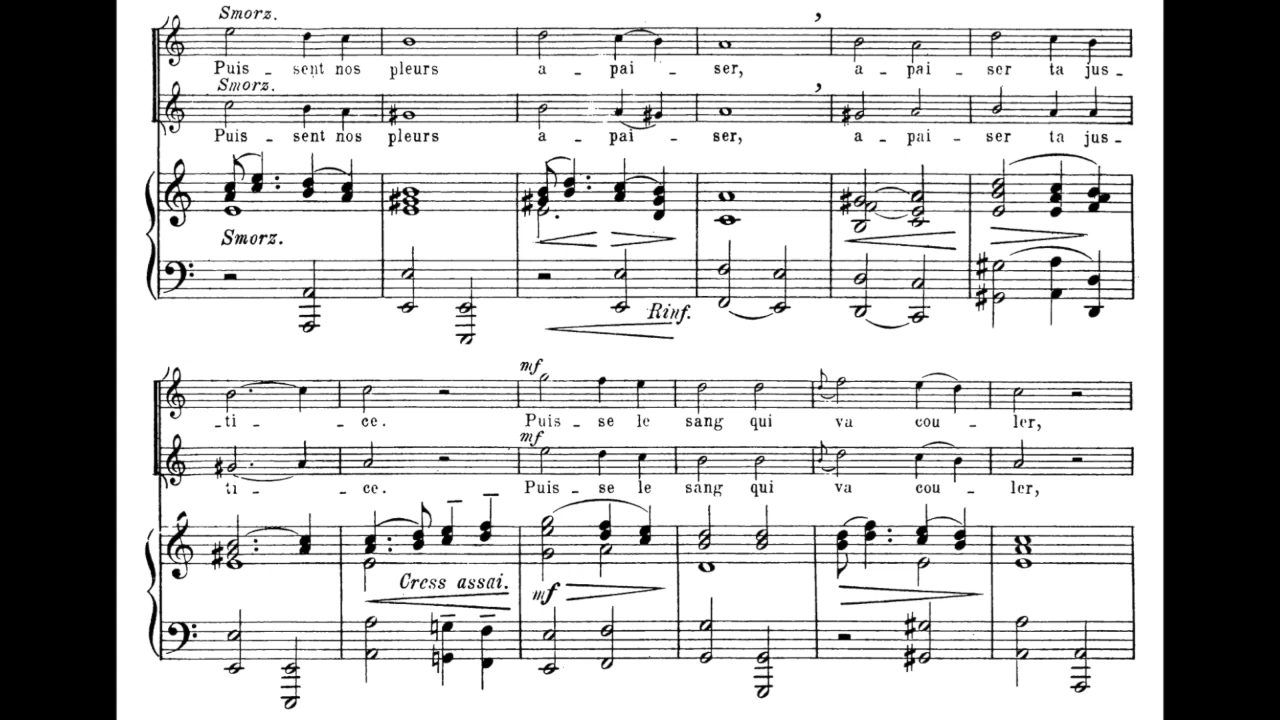 Smorz.
Puis - sent nos pleurs a - pai - ser, a - pai - ser ta jus -
Smorz.
Puis - sent nos pleurs a - pai - ser, a - pai - ser ta jus -
Smorz.
Rinf.
mf
- ti - ce. Puis - se le sang qui va cou - ler,
mf
ti - ce. Puis - se le sang qui va cou - ler,
Cress assai.
mf